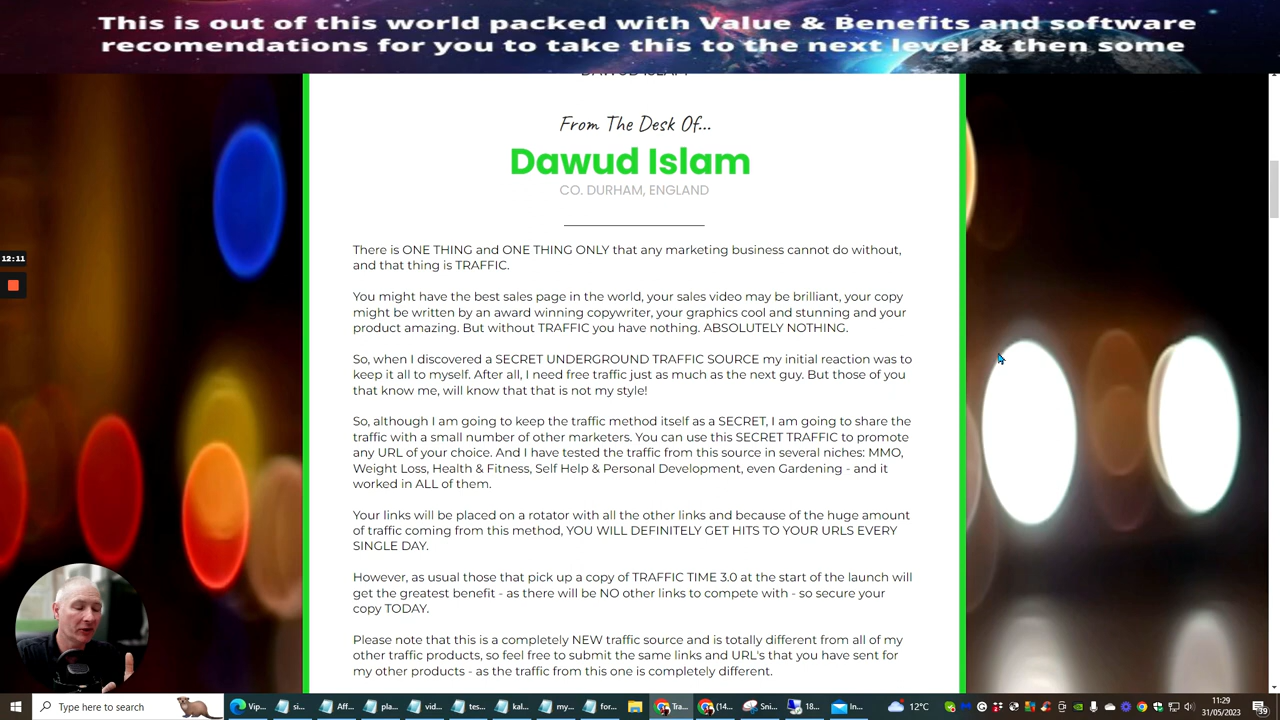 This is out of this world packed with Value & Benefits and software
recomendations for you to take this to the next level & then some
DAWUD ISLAM
From The Desk Of...
Dawud Islam
CO. DURHAM, ENGLAND
12:11
There is ONE THING and ONE THING ONLY that any marketing business cannot do without,
and that thing is TRAFFIC.
You might have the best sales page in the world, your sales video may be brilliant, your copy
might be written by an award winning copywriter, your graphics cool and stunning and your
product amazing. But without TRAFFIC you have nothing. ABSOLUTELY NOTHING.
So, when I discovered a SECRET UNDERGROUND TRAFFIC SOURCE my initial reaction was to
keep it all to myself. After all, I need free traffic just as much as the next guy. But those of you
that know me, will know that that is not my style!
So, although I am going to keep the traffic method itself as a SECRET, I am going to share the
traffic with a small number of other marketers. You can use this SECRET TRAFFIC to promote
any URL of your choice. And I have tested the traffic from this source in several niches: MMO,
Weight Loss, Health & Fitness, Self Help & Personal Development, even Gardening - and it
worked in ALL of them.
Your links will be placed on a rotator with all the other links and because of the huge amount
of traffic coming from this method, YOU WILL DEFINITELY GET HITS TO YOUR URLS EVERY
SINGLE DAY.
However, as usual those that pick up a copy of TRAFFIC TIME 3.0 at the start of the launch will
get the greatest benefit - as there will be NO other links to compete with - so secure your
copy TODAY.
Please note that this is a completely NEW traffic source and is totally different from all of my
other traffic products, so feel free to submit the same links and URL's that you have sent for
my other products - as the traffic from this one is completely different.
Type here to search
Vip... si... Aff... pla... vid... tes... kal... my... for... Tra... (14... Sni... 18... In... 12°C
11:29
31/05/2023